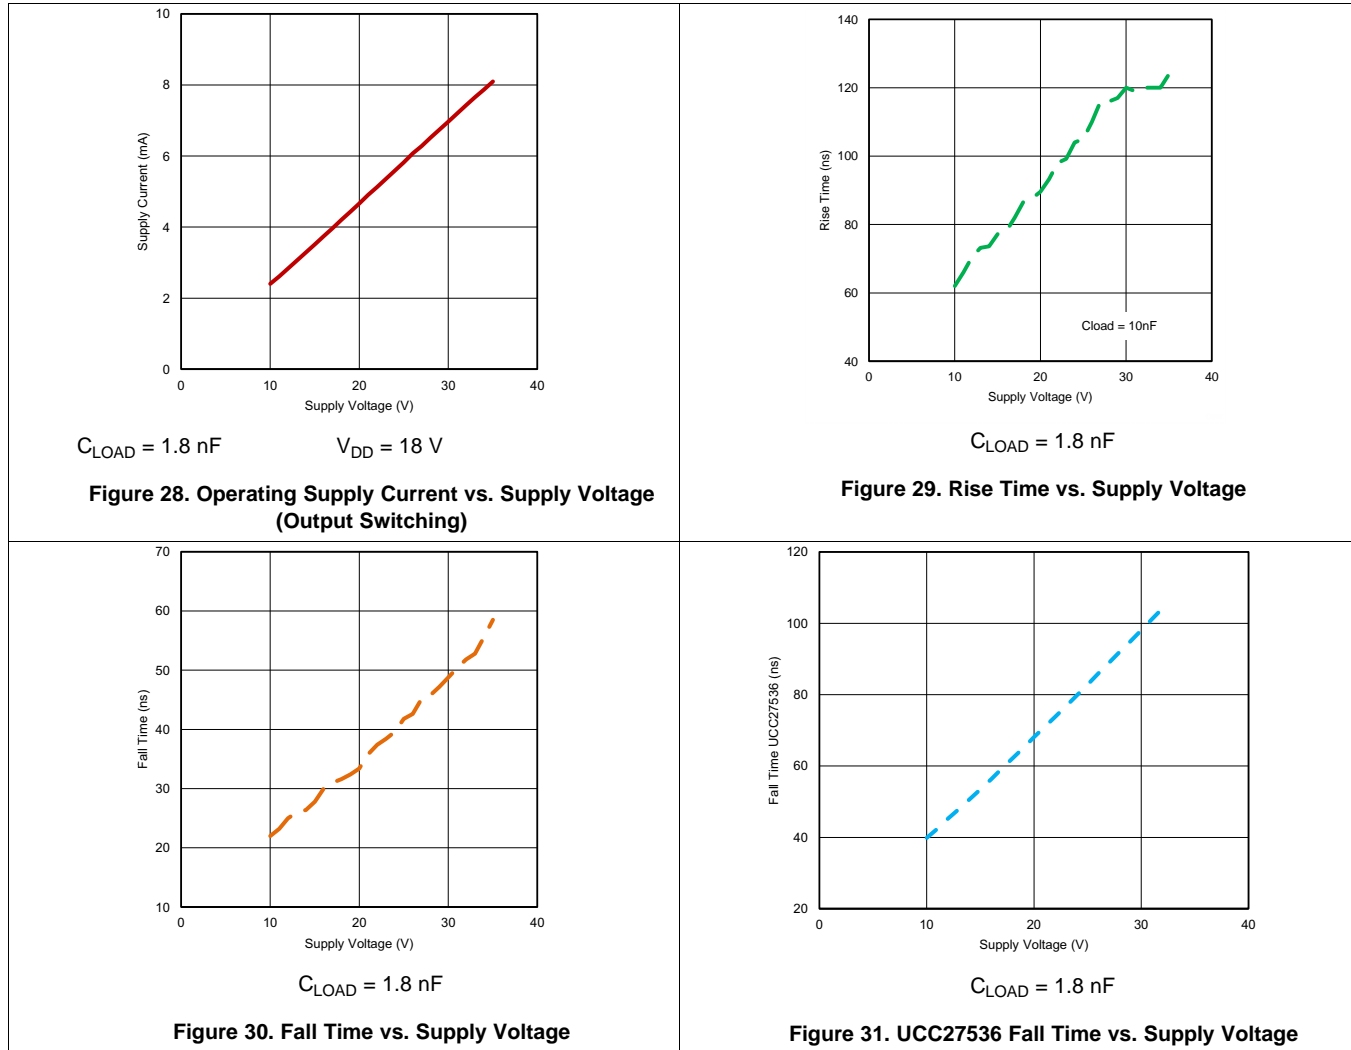 10
8
6
4
2
0
Supply Current (mA)
0 10 20 30 40
Supply Voltage (V)
C_LOAD = 1.8 nF V_DD = 18 V
Figure 28. Operating Supply Current vs. Supply Voltage
(Output Switching)
140
120
100
80
60
40
Rise Time (ns)
Cload = 10nF
0 10 20 30 40
Supply Voltage (V)
C_LOAD = 1.8 nF
Figure 29. Rise Time vs. Supply Voltage
70
60
50
40
30
20
10
Fall Time (ns)
0 10 20 30 40
Supply Voltage (V)
C_LOAD = 1.8 nF
Figure 30. Fall Time vs. Supply Voltage
120
100
80
60
40
20
Fall Time UCC27536 (ns)
0 10 20 30 40
Supply Voltage (V)
C_LOAD = 1.8 nF
Figure 31. UCC27536 Fall Time vs. Supply Voltage